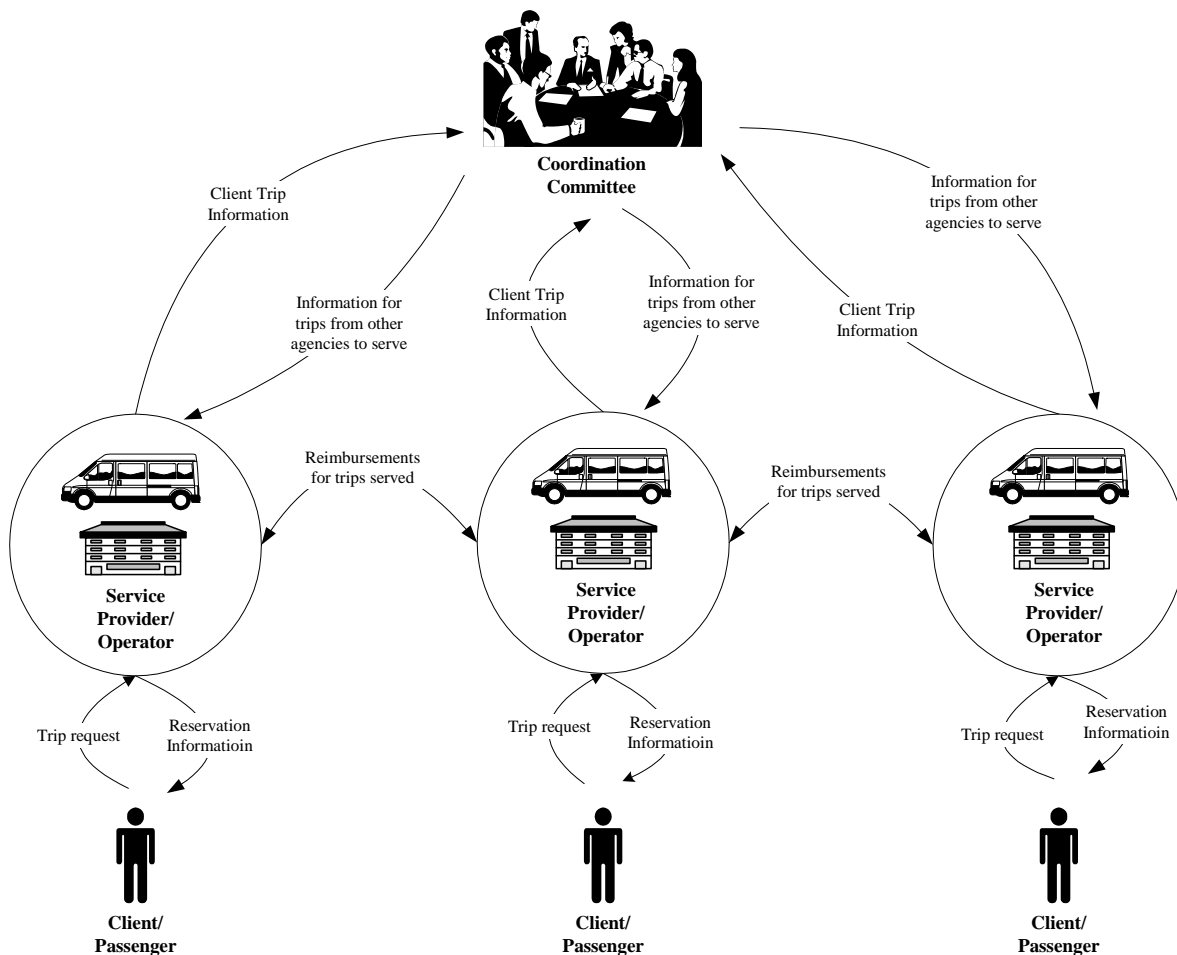 Coordination
Committee
Client Trip
Information
Information for
trips from other
agencies to serve
Client Trip
Information
Information for
trips from other
agencies to serve
Client Trip
Information
Information for
trips from other
agencies to serve
Reimbursements
for trips served
Reimbursements
for trips served
Service
Provider/
Operator
Service
Provider/
Operator
Service
Provider/
Operator
Trip request
Reservation
Informatioin
Trip request
Reservation
Informatioin
Trip request
Reservation
Informatioin
Client/
Passenger
Client/
Passenger
Client/
Passenger